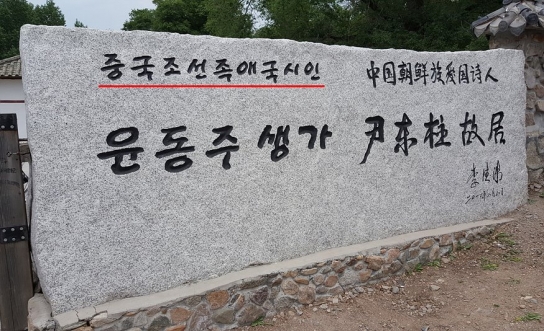 중국조선족애국시인 中国朝鲜族爱国诗人
윤동주생가 尹东柱故居